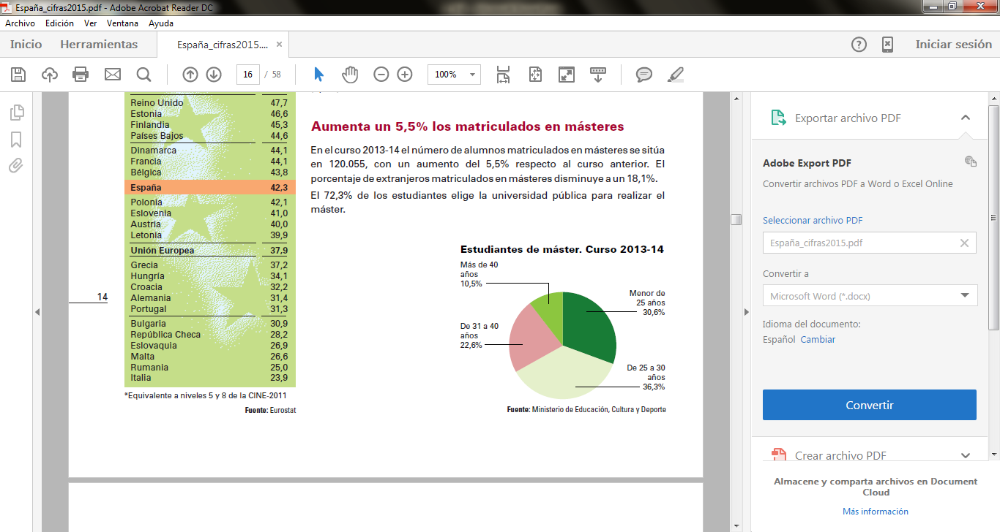 España_cifras2015.pdf - Adobe Acrobat Reader DC
Archivo Edición Ver Ventana Ayuda
Inicio Herramientas España_cifras2015.... × Iniciar sesión
16 / 58 100%
Reino Unido 47,7
Estonia 46,6
Finlandia 45,3
Países Bajos 44,6
Dinamarca 44,1
Francia 44,1
Bélgica 43,8
España 42,3
Polonia 42,1
Eslovenia 41,0
Austria 40,0
Letonia 39,9
Unión Europea 37,9
Grecia 37,2
Hungría 34,1
Croacia 32,2
Alemania 31,4
Portugal 31,3
Bulgaria 30,9
República Checa 28,2
Eslovaquia 26,9
Malta 26,6
Rumania 25,0
Italia 23,9
*Equivalente a niveles 5 y 8 de la CINE-2011
Fuente: Eurostat
14
Aumenta un 5,5% los matriculados en másteres
En el curso 2013-14 el número de alumnos matriculados en másteres se sitúa
en 120.055, con un aumento del 5,5% respecto al curso anterior. El
porcentaje de extranjeros matriculados en másteres disminuye a un 18,1%.
El 72,3% de los estudiantes elige la universidad pública para realizar el
máster.
Estudiantes de máster. Curso 2013-14
Más de 40
años
10,5%
Menor de
25 años
30,6%
De 31 a 40
años
22,6%
De 25 a 30
años
36,3%
Fuente: Ministerio de Educación, Cultura y Deporte
Exportar archivo PDF
Adobe Export PDF
Convertir archivos PDF a Word o Excel Online
Seleccionar archivo PDF
España_cifras2015.pdf
Convertir a
Microsoft Word (*.docx)
Idioma del documento:
Español Cambiar
Convertir
Crear archivo PDF
Almacene y comparta archivos en Document
Cloud
Más información